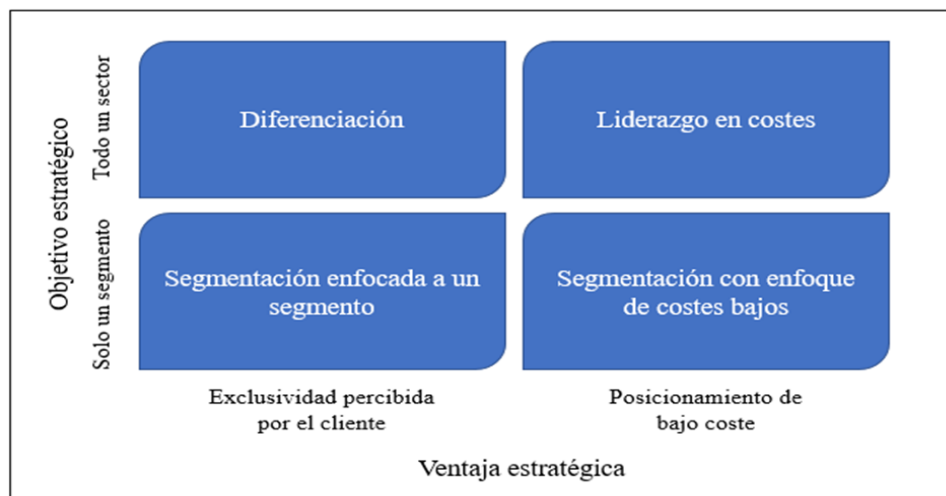 Objetivo estratégico
Todo un sector
Diferenciación
Liderazgo en costes
Solo un segmento
Segmentación enfocada a un
segmento
Segmentación con enfoque
de costes bajos
Exclusividad percibida
por el cliente
Posicionamiento de
bajo coste
Ventaja estratégica